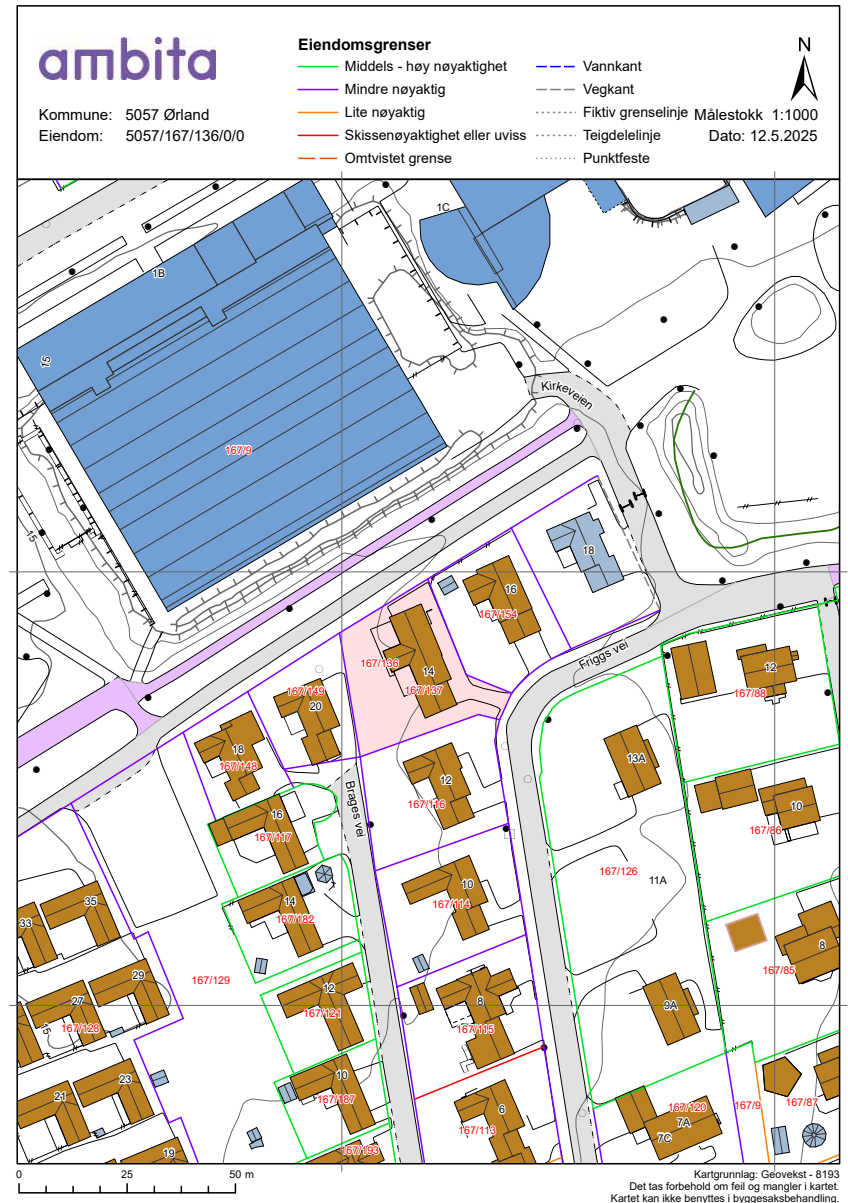 ambita
Kommune: 5057 Ørland
Eiendom: 5057/167/136/0/0
Eiendomsgrenser
Middels - høy nøyaktighet
Mindre nøyaktig
Lite nøyaktig
Skissenøyaktighet eller uviss
Omtvistet grense
Vannkant
Vegkant
Fiktiv grenselinje
Teigdelelinje
Punktfeste
N
Målestokk 1:1000
Dato: 12.5.2025
1C
1B
15
Kirkeveien
167/9
15
18
16
167/154
167/136
14
167/137
Friggs vei
12
167/88
167/149
20
18
167/148
13A
12
167/116
Brages vei
10
167/86
16
167/117
167/126
11A
10
167/114
14
167/182
35
33
8
167/85
29
167/129
27
167/128
15
12
167/121
8
167/115
9A
23
21
10
167/187
6
167/113
167/120
7A
7C
167/9
167/87
19
167/193
0 25 50 m
Kartgrunnlag: Geovekst - 8193
Det tas forbehold om feil og mangler i kartet.
Kartet kan ikke benyttes i byggesaksbehandling.